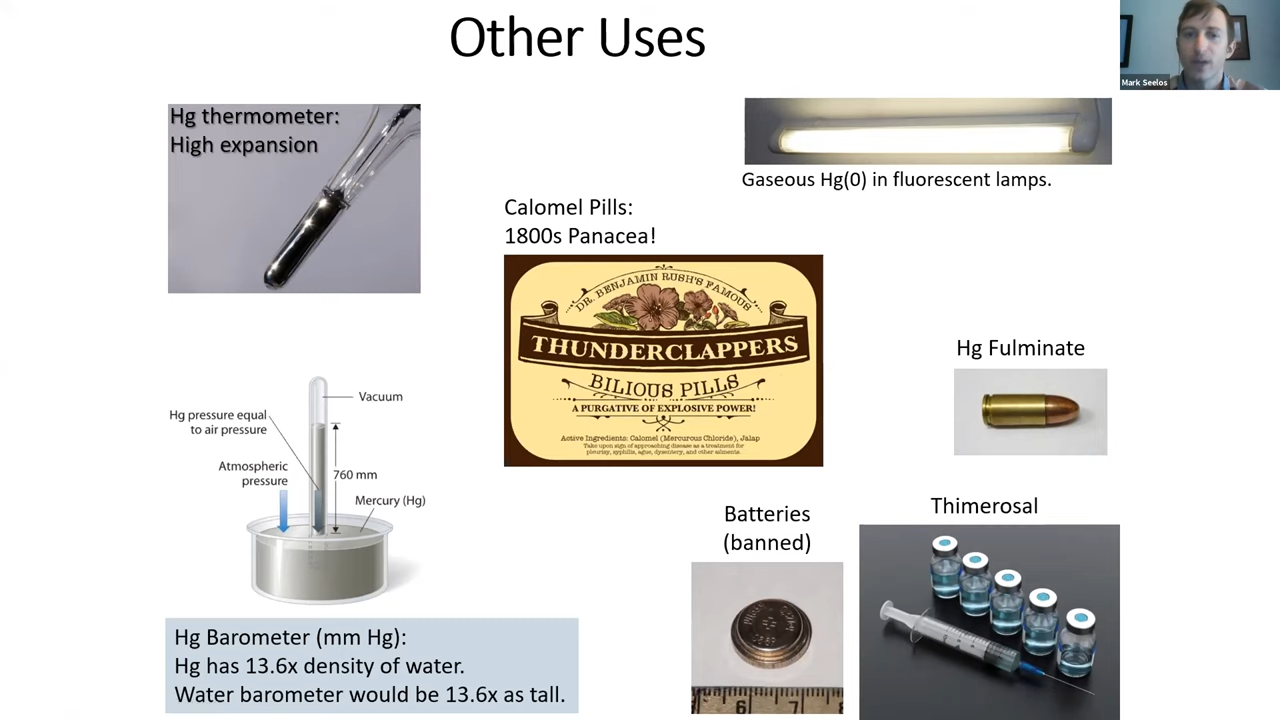 Other Uses
Mark Seelos
Hg thermometer:
High expansion
Gaseous Hg(0) in fluorescent lamps.
Calomel Pills:
1800s Panacea!
DR. BENJAMIN RUSH'S FAMOUS
THUNDERCLAPPERS
BILIOUS PILLS
A PURGATIVE OF EXPLOSIVE POWER!
Active Ingredients: Calomel (Mercurous Chloride), Jalap
Take upon sign of approaching disease as a treatment for
pleurisy, syphilis, ague, dysentery, and other ailments.
Hg Fulminate
Vacuum
Hg pressure equal
to air pressure
Atmospheric
pressure
760 mm
Mercury (Hg)
Batteries
(banned)
6 7 8
Thimerosal
Hg Barometer (mm Hg):
Hg has 13.6x density of water.
Water barometer would be 13.6x as tall.